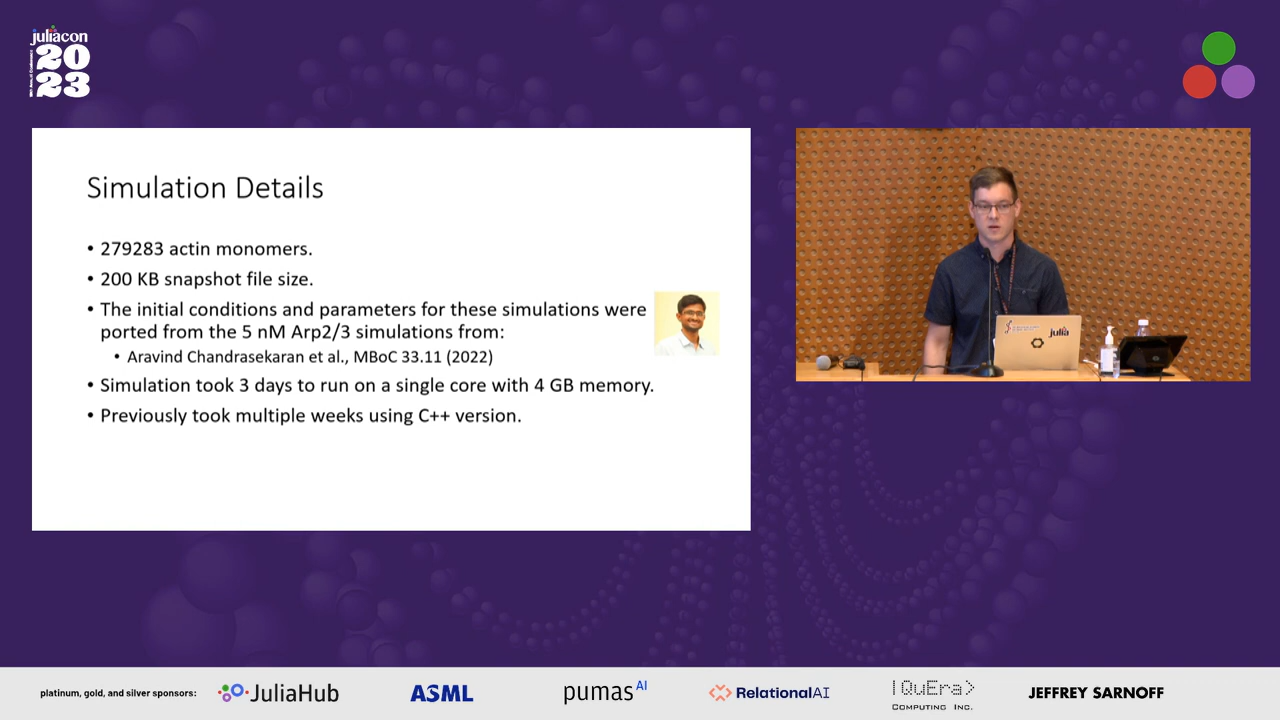 juliacon
2023
Simulation Details
• 279283 actin monomers.
• 200 KB snapshot file size.
• The initial conditions and parameters for these simulations were
ported from the 5 nM Arp2/3 simulations from:
• Aravind Chandrasekaran et al., MBoC 33.11 (2022)
• Simulation took 3 days to run on a single core with 4 GB memory.
• Previously took multiple weeks using C++ version.
julia
platinum, gold, and silver sponsors:
JuliaHub
ASML
pumas AI
RelationalAI
|QuEra>
Computing Inc.
JEFFREY SARNOFF